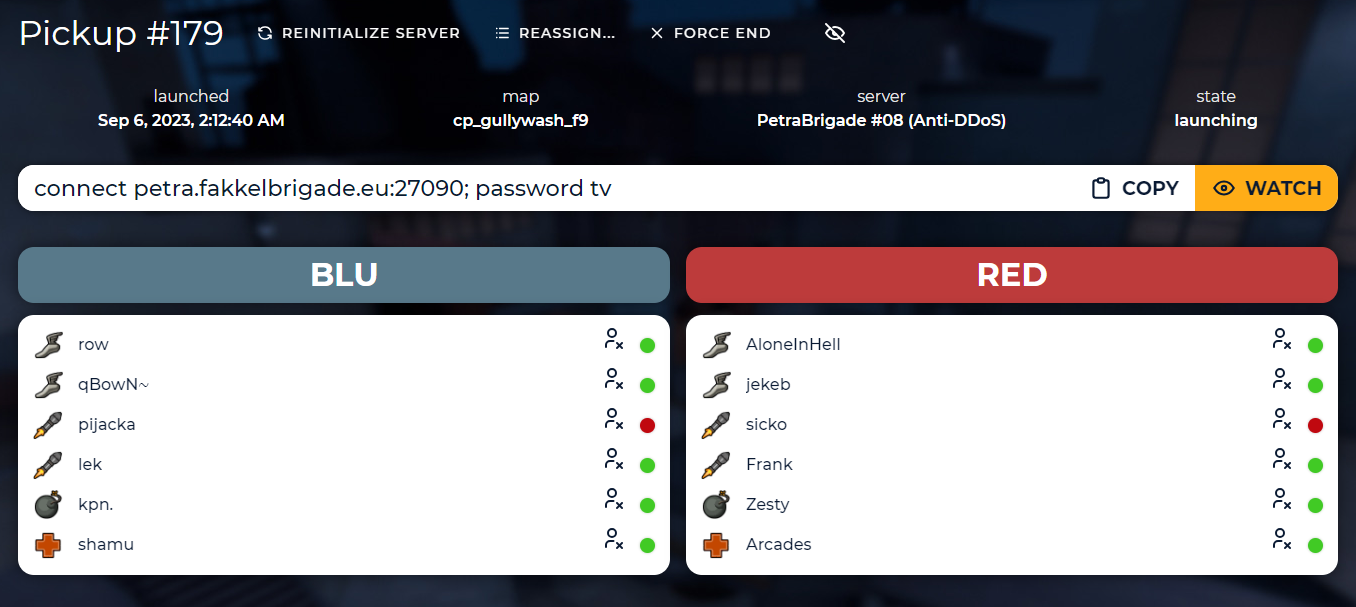 Pickup #179 REINITIALIZE SERVER REASSIGN... FORCE END
launched map server state
Sep 6, 2023, 2:12:40 AM cp_gullywash_f9 PetraBrigade #08 (Anti-DDoS) launching
connect petra.fakkelbrigade.eu:27090; password tv COPY WATCH
BLU
row
qBowN~
pijacka
lek
kpn.
shamu
RED
AloneInHell
jekeb
sicko
Frank
Zesty
Arcades